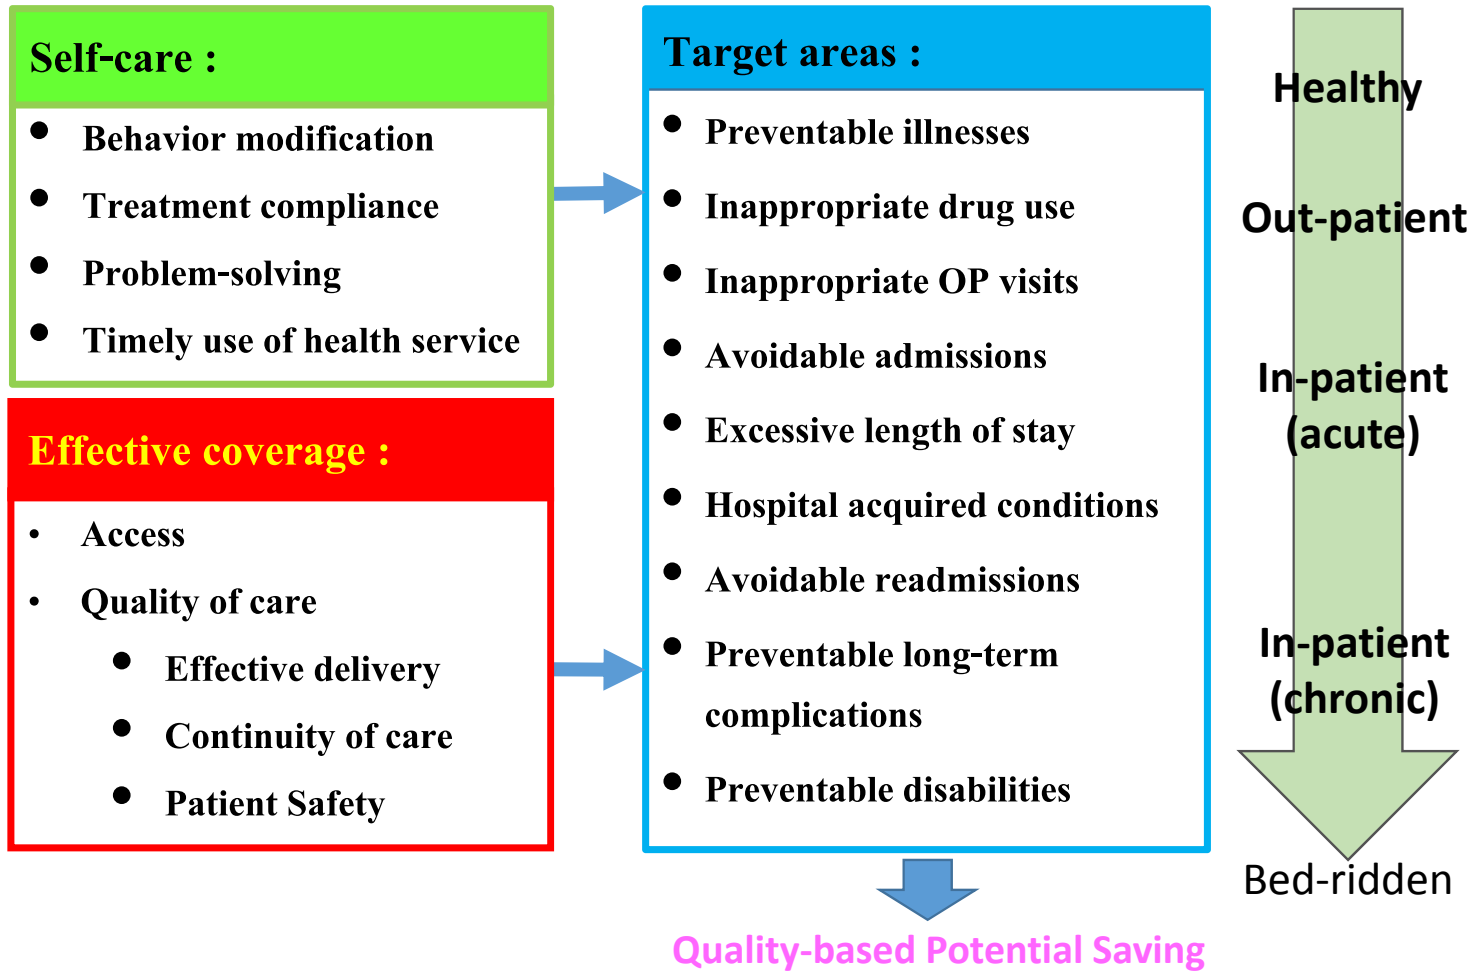 Self-care :
• Behavior modification
• Treatment compliance
• Problem-solving
• Timely use of health service
Effective coverage :
• Access
• Quality of care
• Effective delivery
• Continuity of care
• Patient Safety
Target areas :
• Preventable illnesses
• Inappropriate drug use
• Inappropriate OP visits
• Avoidable admissions
• Excessive length of stay
• Hospital acquired conditions
• Avoidable readmissions
• Preventable long-term
complications
• Preventable disabilities
Quality-based Potential Saving
Healthy
Out-patient
In-patient
(acute)
In-patient
(chronic)
Bed-ridden